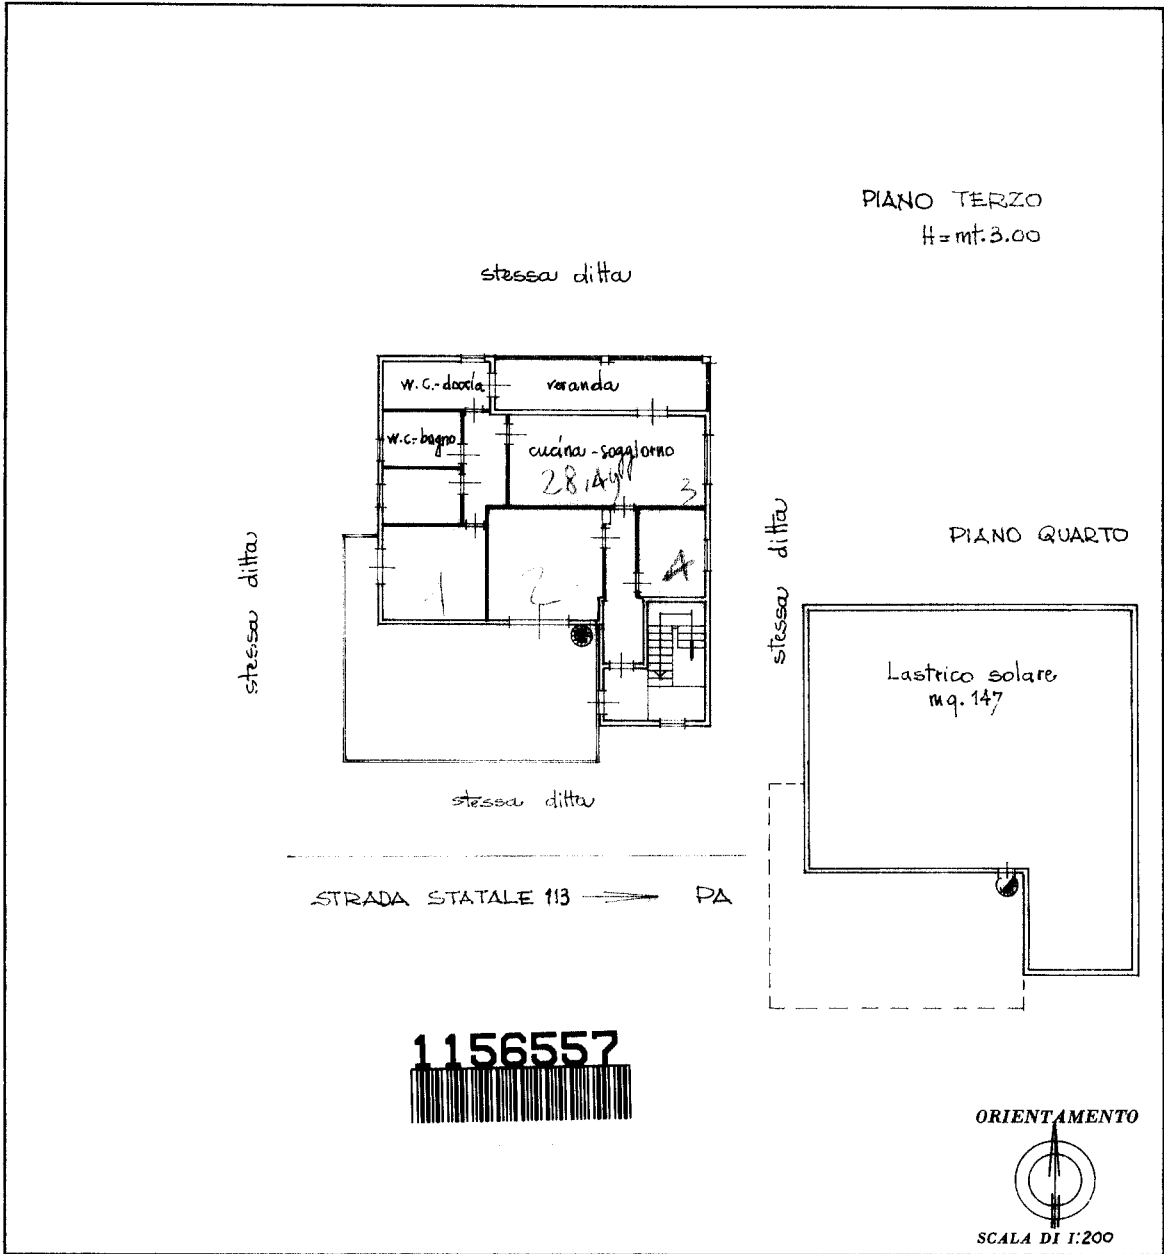 PIANO TERZO
H=mt.3.00
stessa ditta
w.c.-doccia
veranda
w.c-bagno
cucina-soggiorno
28,49
3
stessa ditta
stessa ditta
PIANO QUARTO
1
2
4
Lastrico solare
mq.147
stessa ditta
STRADA STATALE 113
PA
1156557
ORIENTAMENTO
SCALA DI 1:200